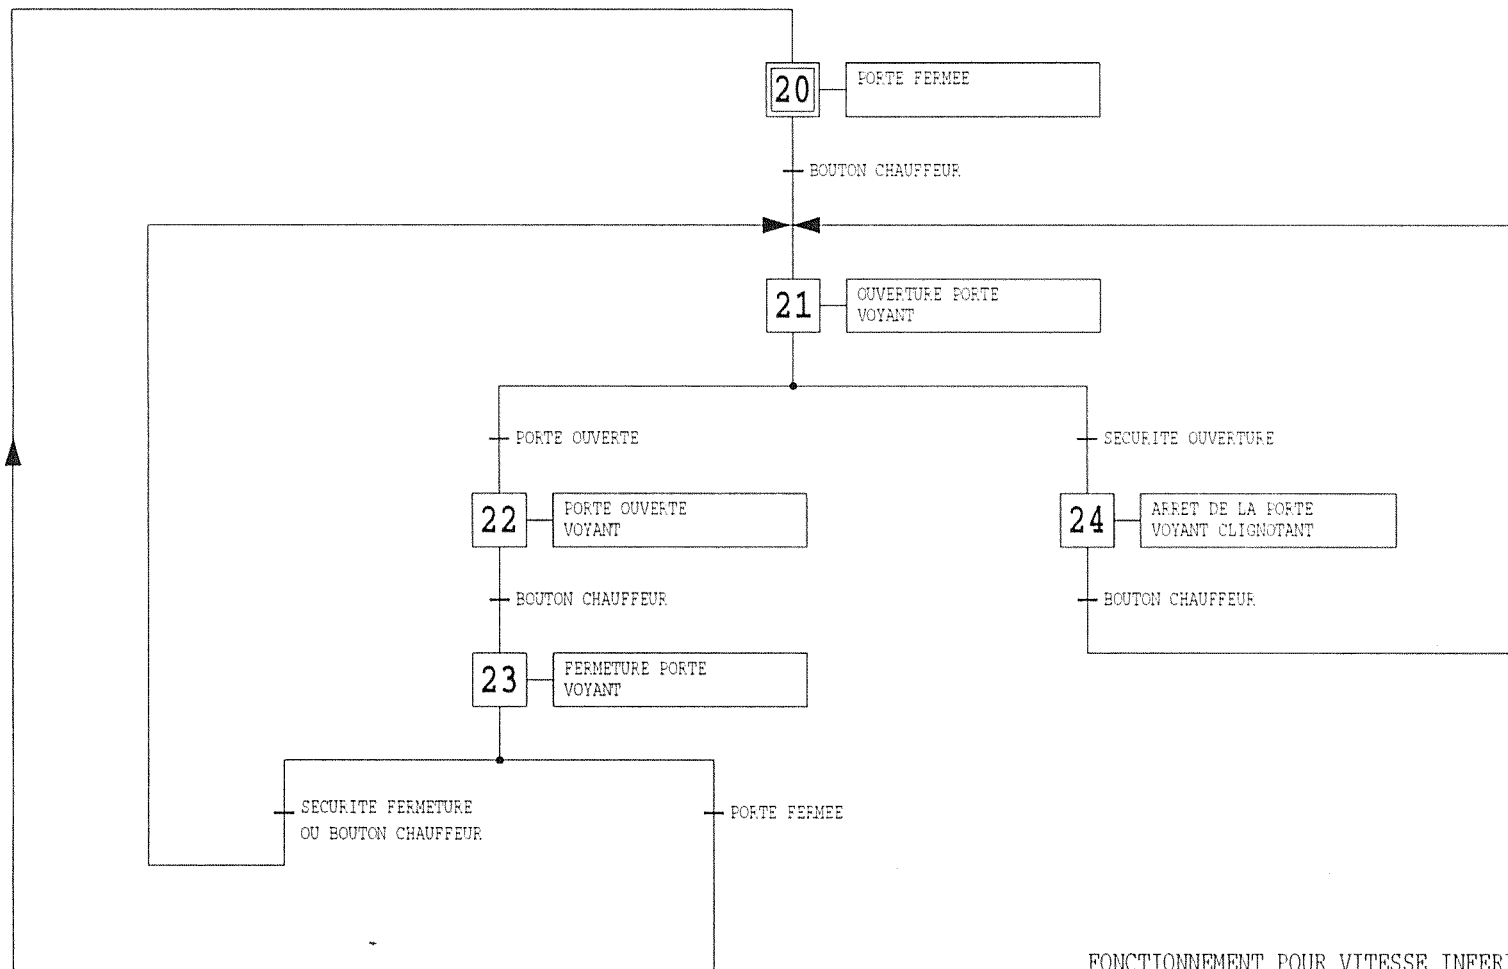 20
PORTE FERMEE
BOUTON CHAUFFEUR
21
OUVERTURE PORTE
VOYANT
PORTE OUVERTE
SECURITE OUVERTURE
22
PORTE OUVERTE
VOYANT
24
ARRET DE LA PORTE
VOYANT CLIGNOTANT
BOUTON CHAUFFEUR
BOUTON CHAUFFEUR
23
FERMETURE PORTE
VOYANT
SECURITE FERMETURE
OU BOUTON CHAUFFEUR
PORTE FERMEE
FONCTIONNEMENT POUR VITESSE